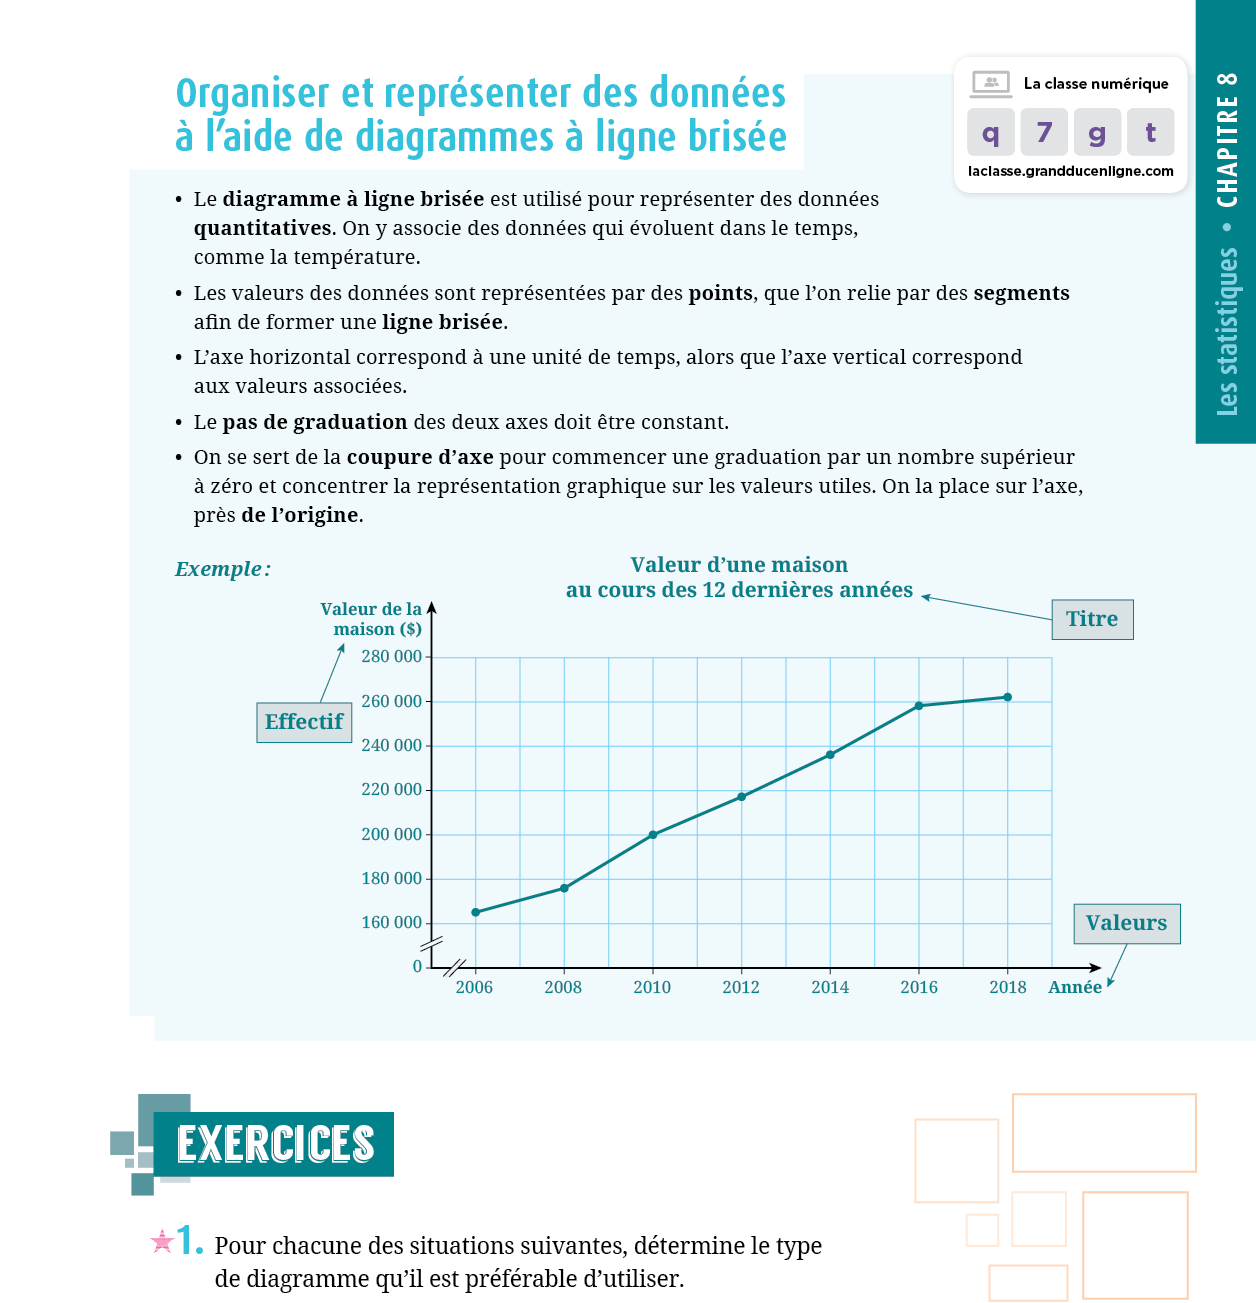 Organiser et représenter des données
à l’aide de diagrammes à ligne brisée
La classe numérique
q 7 g t
laclasse.grandducenligne.com
Les statistiques • CHAPITRE 8
• Le diagramme à ligne brisée est utilisé pour représenter des données
quantitatives. On y associe des données qui évoluent dans le temps,
comme la température.
• Les valeurs des données sont représentées par des points, que l’on relie par des segments
afin de former une ligne brisée.
• L’axe horizontal correspond à une unité de temps, alors que l’axe vertical correspond
aux valeurs associées.
• Le pas de graduation des deux axes doit être constant.
• On se sert de la coupure d’axe pour commencer une graduation par un nombre supérieur
à zéro et concentrer la représentation graphique sur les valeurs utiles. On la place sur l’axe,
près de l’origine.
Exemple :
Valeur d’une maison
au cours des 12 dernières années
Titre
Valeur de la
maison ($)
Effectif
280 000
260 000
240 000
220 000
200 000
180 000
160 000
0
2006 2008 2010 2012 2014 2016 2018 Année
Valeurs
EXERCICES
1. Pour chacune des situations suivantes, détermine le type
de diagramme qu’il est préférable d’utiliser.